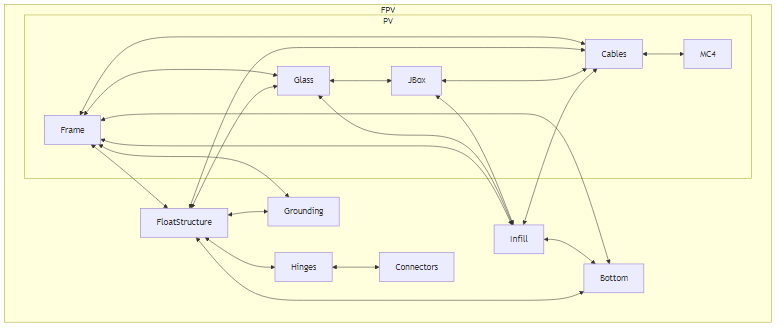 FPV
PV
Cables
MC4
Glass
JBox
Frame
FloatStructure
Grounding
Infill
Hinges
Connectors
Bottom